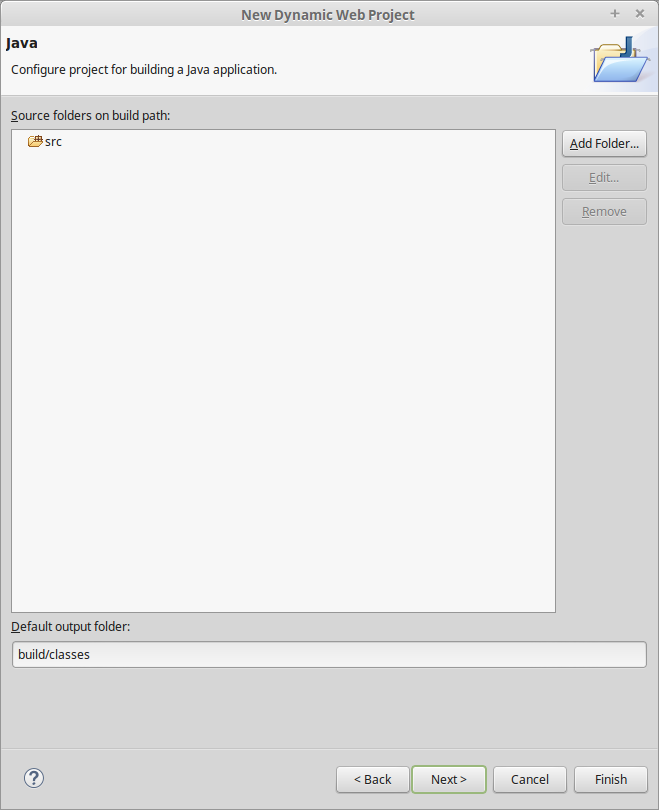 New Dynamic Web Project
Java
Configure project for building a Java application.
Source folders on build path:
src
Add Folder...
Edit...
Remove
Default output folder:
build/classes
< Back
Next >
Cancel
Finish